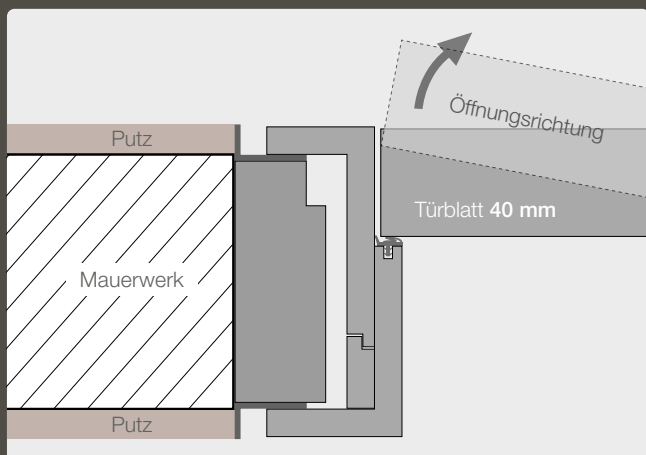 Putz
Öffnungsrichtung
Türblatt 40 mm
Mauerwerk
Putz